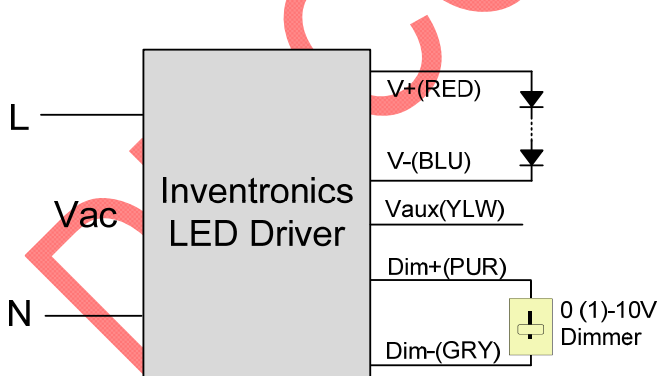 V+(RED)
L
V-(BLU)
Inventronics
LED Driver
Vac
Vaux(YLW)
Dim+(PUR)
N
0 (1)-10V
Dimmer
Dim-(GRY)